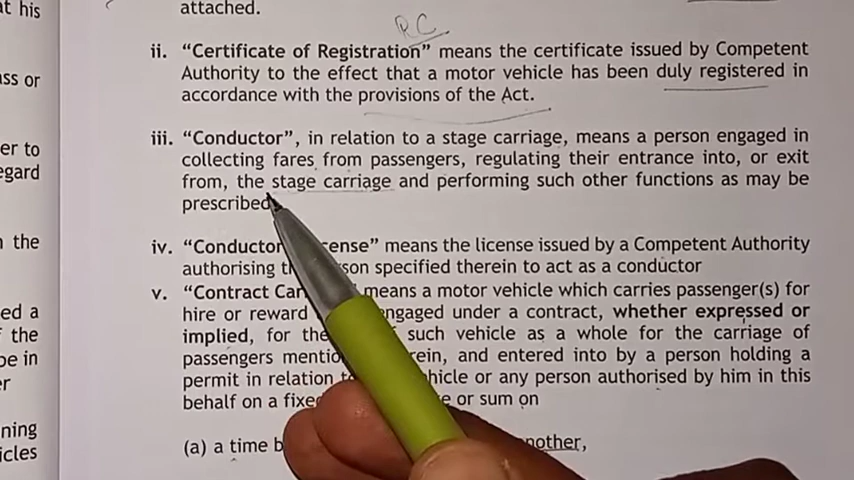 at his
attached.
RC
ii. “Certificate of Registration” means the certificate issued by Competent
ass or
Authority to the effect that a motor vehicle has been duly registered in
accordance with the provisions of the Act.
er to
iii. “Conductor”, in relation to a stage carriage, means a person engaged in
egard
collecting fares from passengers, regulating their entrance into, or exit
from, the stage carriage and performing such other functions as may be
prescribed
n the
iv. “Conductor cense” means the license issued by a Competent Authority
authorising th son specified therein to act as a conductor
ed a
v. “Contract Car means a motor vehicle which carries passenger(s) for
hire or reward engaged under a contract, whether expressed or
f the
implied, for the such vehicle as a whole for the carriage of
be in
passengers mentio rein, and entered into by a person holding a
r
permit in relation t hicle or any person authorised by him in this
behalf on a fixe e or sum on
ning
icles
(a) a time b nother,